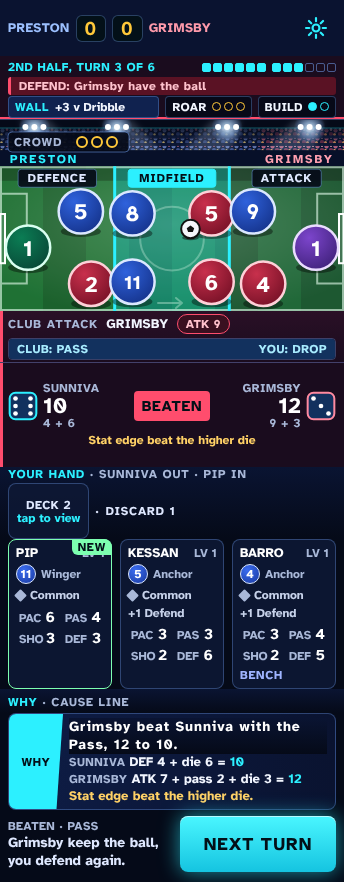 PRESTON 0 0 GRIMSBY
2ND HALF, TURN 3 OF 6
DEFEND: Grimsby have the ball
WALL +3 v Dribble
ROAR
BUILD
CROWD
PRESTON GRIMSBY
DEFENCE MIDFIELD ATTACK
5 8 5 9
1 1
2 11 6 4
CLUB ATTACK GRIMSBY ATK 9
CLUB: PASS YOU: DROP
SUNNIVA
10
4 + 6
BEATEN
GRIMSBY
12
9 + 3
Stat edge beat the higher die
YOUR HAND · SUNNIVA OUT · PIP IN
DECK 2
tap to view
· DISCARD 1
NEW
PIP
11 Winger
Common
PAC 6 PAS 4
SHO 3 DEF 3
KESSAN LV 1
5 Anchor
Common
+1 Defend
PAC 3 PAS 3
SHO 2 DEF 6
BARRO LV 1
4 Anchor
Common
+1 Defend
PAC 3 PAS 4
SHO 2 DEF 5
BENCH
WHY · CAUSE LINE
WHY
Grimsby beat Sunniva with the
Pass, 12 to 10.
SUNNIVA DEF 4 + die 6 = 10
GRIMSBY ATK 7 + pass 2 + die 3 = 12
Stat edge beat the higher die.
BEATEN · PASS
Grimsby keep the ball,
you defend again.
NEXT TURN